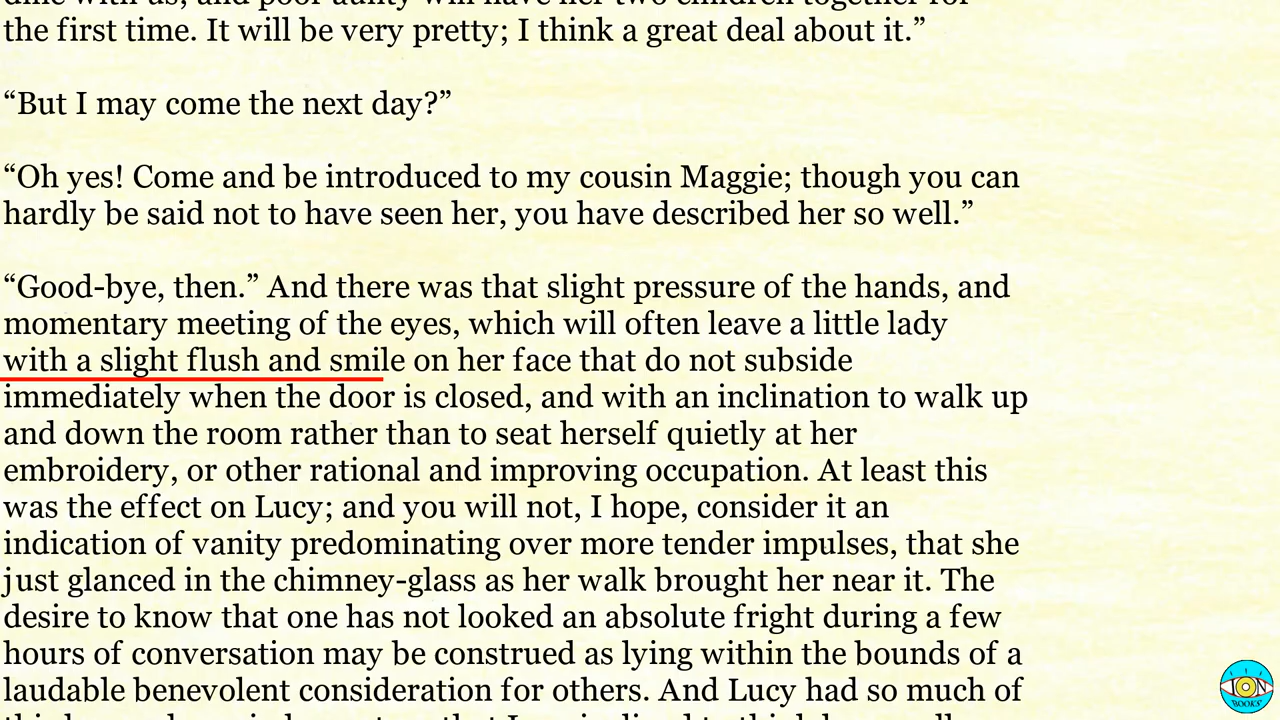 the first time. It will be very pretty; I think a great deal about it.”
“But I may come the next day?”
“Oh yes! Come and be introduced to my cousin Maggie; though you can
hardly be said not to have seen her, you have described her so well.”
“Good-bye, then.” And there was that slight pressure of the hands, and
momentary meeting of the eyes, which will often leave a little lady
with a slight flush and smile on her face that do not subside
immediately when the door is closed, and with an inclination to walk up
and down the room rather than to seat herself quietly at her
embroidery, or other rational and improving occupation. At least this
was the effect on Lucy; and you will not, I hope, consider it an
indication of vanity predominating over more tender impulses, that she
just glanced in the chimney-glass as her walk brought her near it. The
desire to know that one has not looked an absolute fright during a few
hours of conversation may be construed as lying within the bounds of a
laudable benevolent consideration for others. And Lucy had so much of
ION
BOOKS